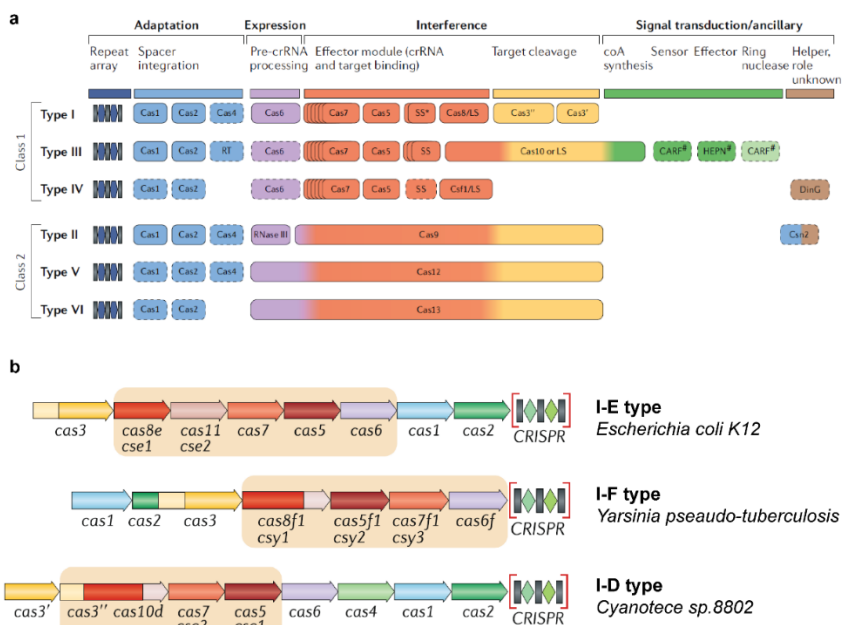 a
Adaptation Expression Interference Signal transduction/ancillary
Repeat array Spacer integration Pre-crRNA processing Effector module (crRNA and target binding) Target cleavage coA synthesis Sensor Effector Ring nuclease Helper, role unknown
Class 1
Type I Cas1 Cas2 Cas4 Cas6 Cas7 Cas5 SS* Cas8/LS Cas3'' Cas3'
Type III Cas1 Cas2 RT Cas6 Cas7 Cas5 SS Cas10 or LS CARF# HEPN# CARF#
Type IV Cas1 Cas2 Cas6 Cas7 Cas5 SS Csf1/LS DinG
Class 2
Type II Cas1 Cas2 Cas4 RNase III Cas9 Csn2
Type V Cas1 Cas2 Cas4 Cas12
Type VI Cas1 Cas2 Cas13
b
cas3 cas8e cas11 cas7 cas5 cas6 cas1 cas2 CRISPR
cse1 cse2
I-E type
Escherichia coli K12
cas1 cas2 cas3 cas8f1 cas5f1 cas7f1 cas6f CRISPR
csy1 csy2 csy3
I-F type
Yarsinia pseaudo-tuberculosis
cas3' cas3'' cas10d cas7 cas5 cas6 cas4 cas1 cas2 CRISPR
I-D type
Cyanotece sp.8802